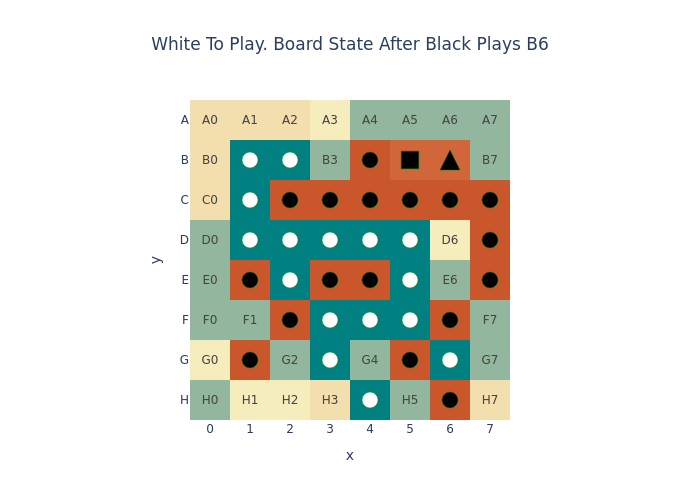 White To Play. Board State After Black Plays B6
A A0 A1 A2 A3 A4 A5 A6 A7
B B0 B3 B7
C C0
D D0 D6
E E0 E6
F F0 F1 F7
G G0 G2 G4 G7
H H0 H1 H2 H3 H5 H7
0 1 2 3 4 5 6 7
x
y